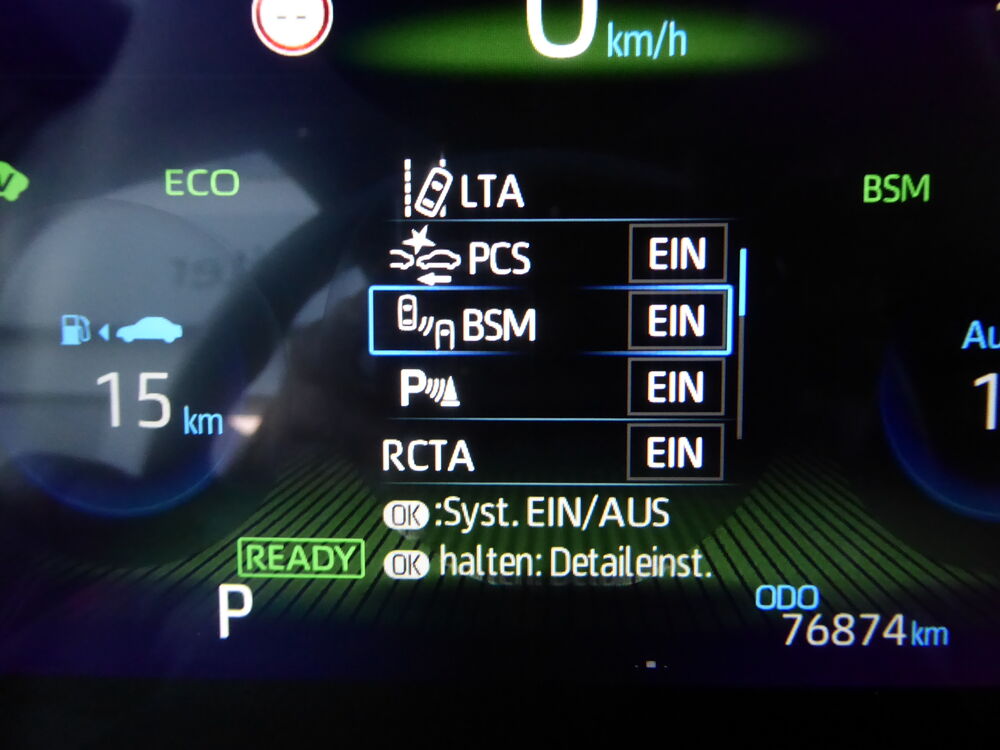 --
0 km/h
ECO
LTA
BSM
PCS EIN
BSM EIN
P EIN
15 km
RCTA EIN
OK :Syst. EIN/AUS
READY
OK halten: Detaileinst.
P
ODO
76874 km